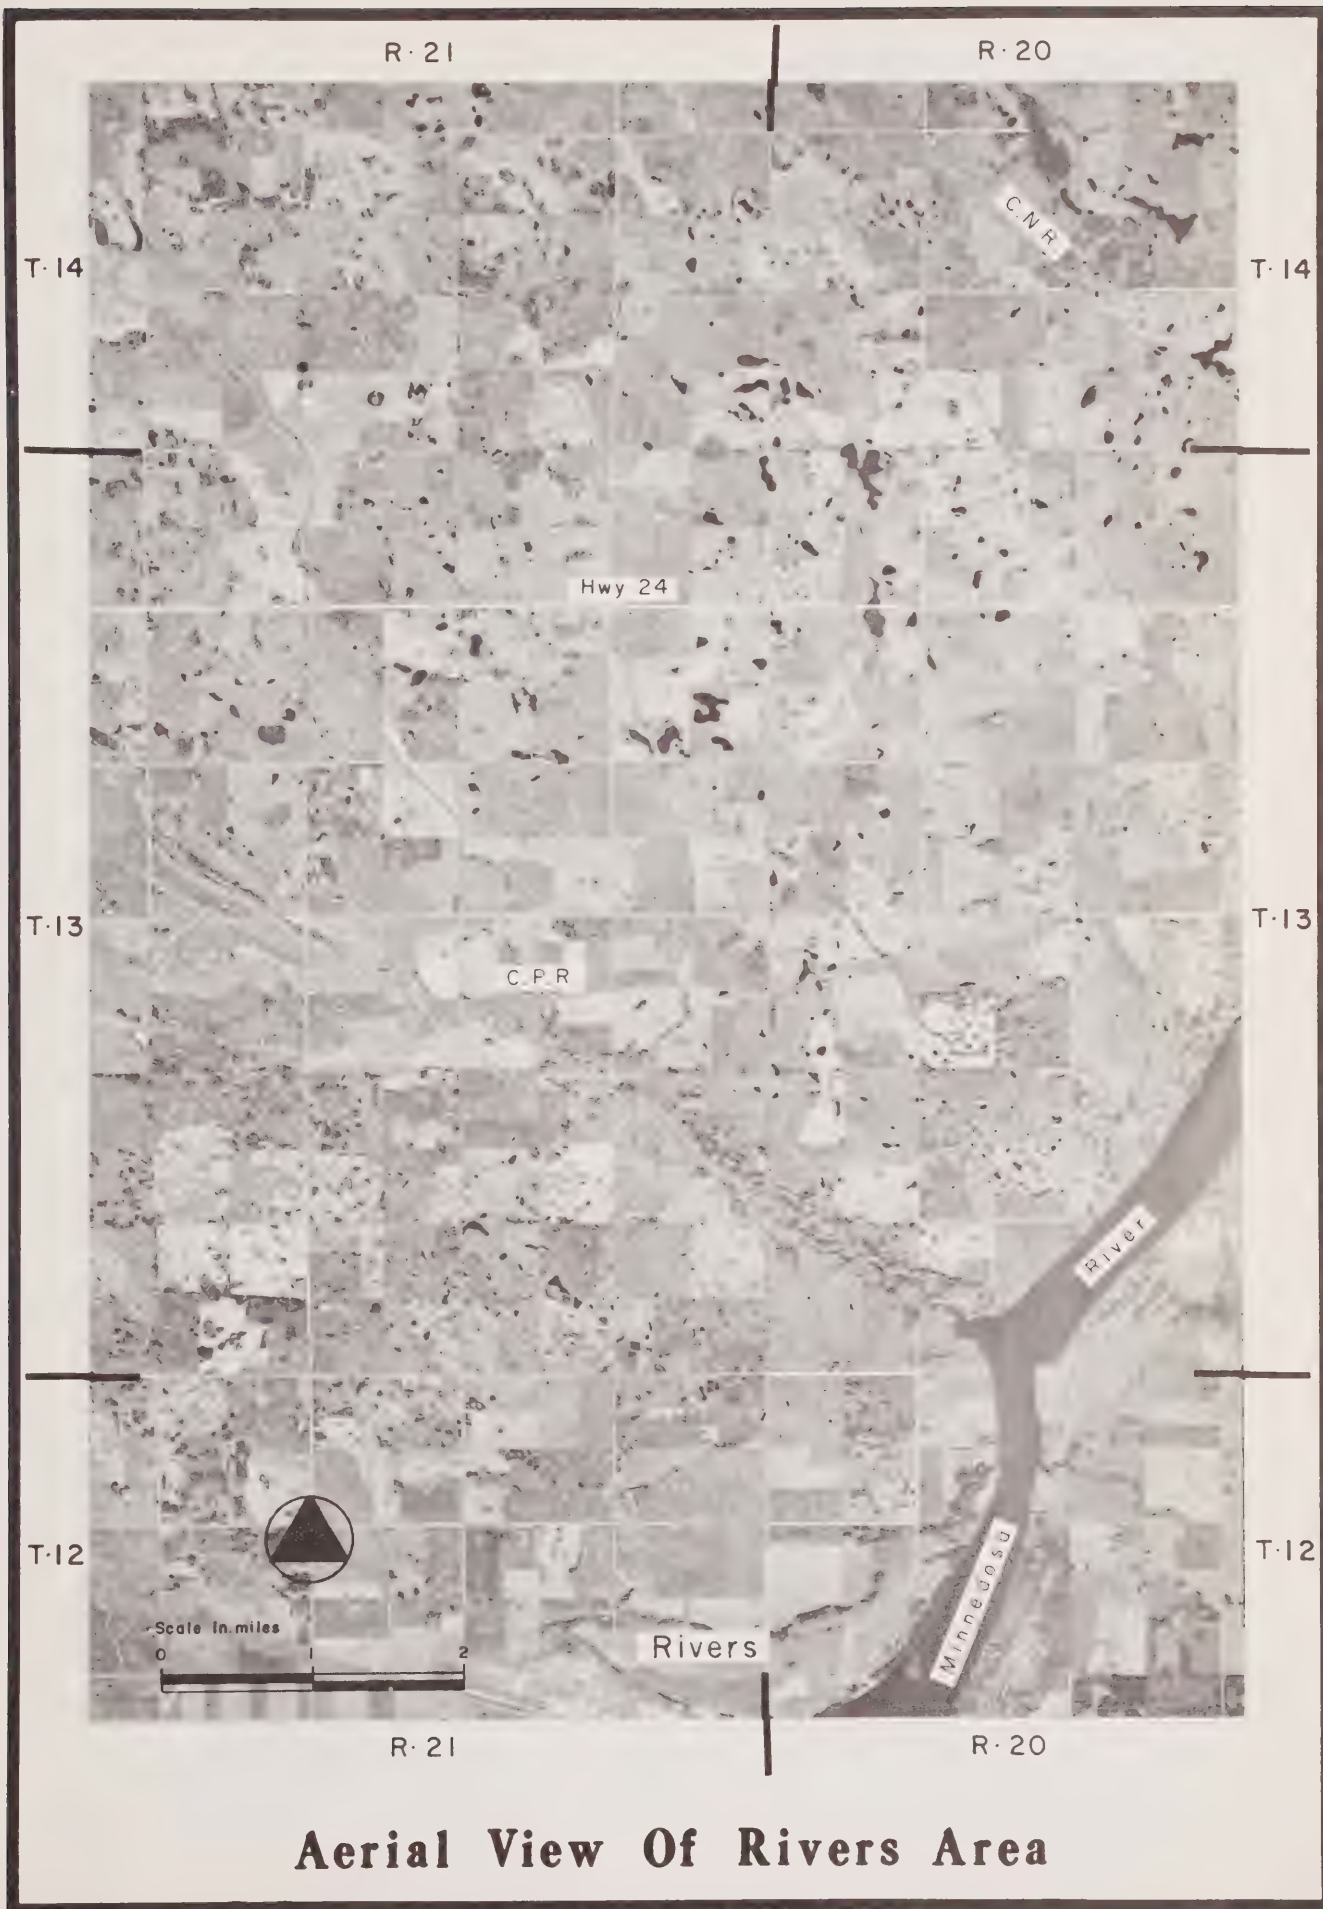 R. 21
R. 20
C. N. R.
T. 14
T. 14
Hwy 24
T. 13
T. 13
C. P. R
River
T. 12
T. 12
Minnedosa
Scale in. miles
0 1 2
Rivers
R. 21
R. 20
Aerial View Of Rivers Area